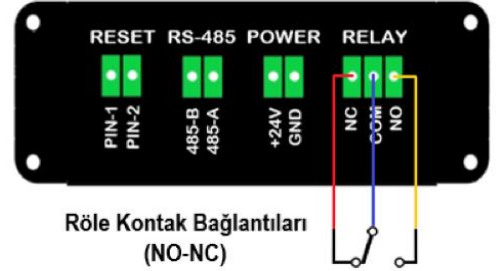 RESET RS-485 POWER RELAY
PIN-1
PIN-2
485-B
485-A
+24V
GND
NC
COM
NO
Röle Kontak Bağlantıları
(NO-NC)